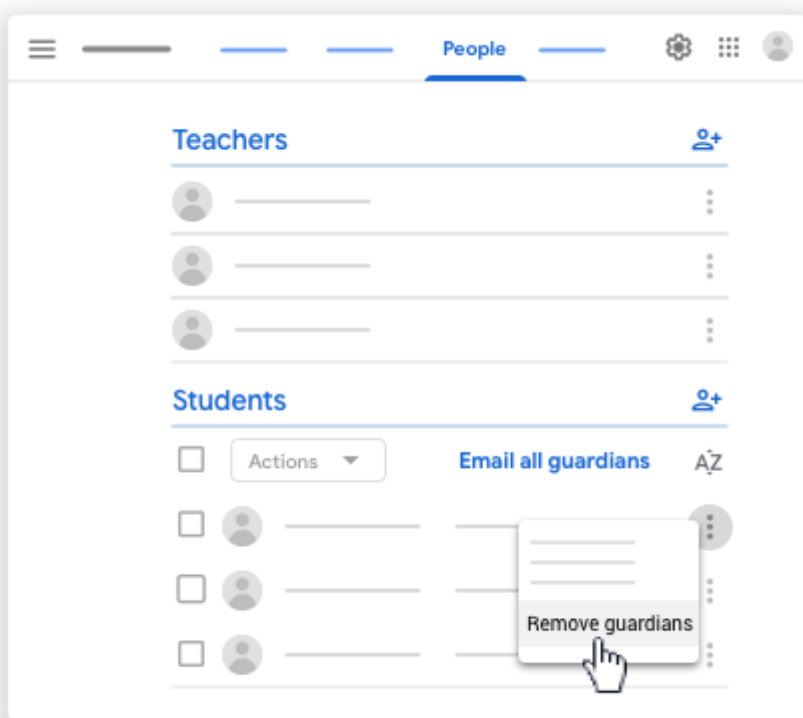 People
Teachers
Students
Actions
Email all guardians
AZ
Remove guardians